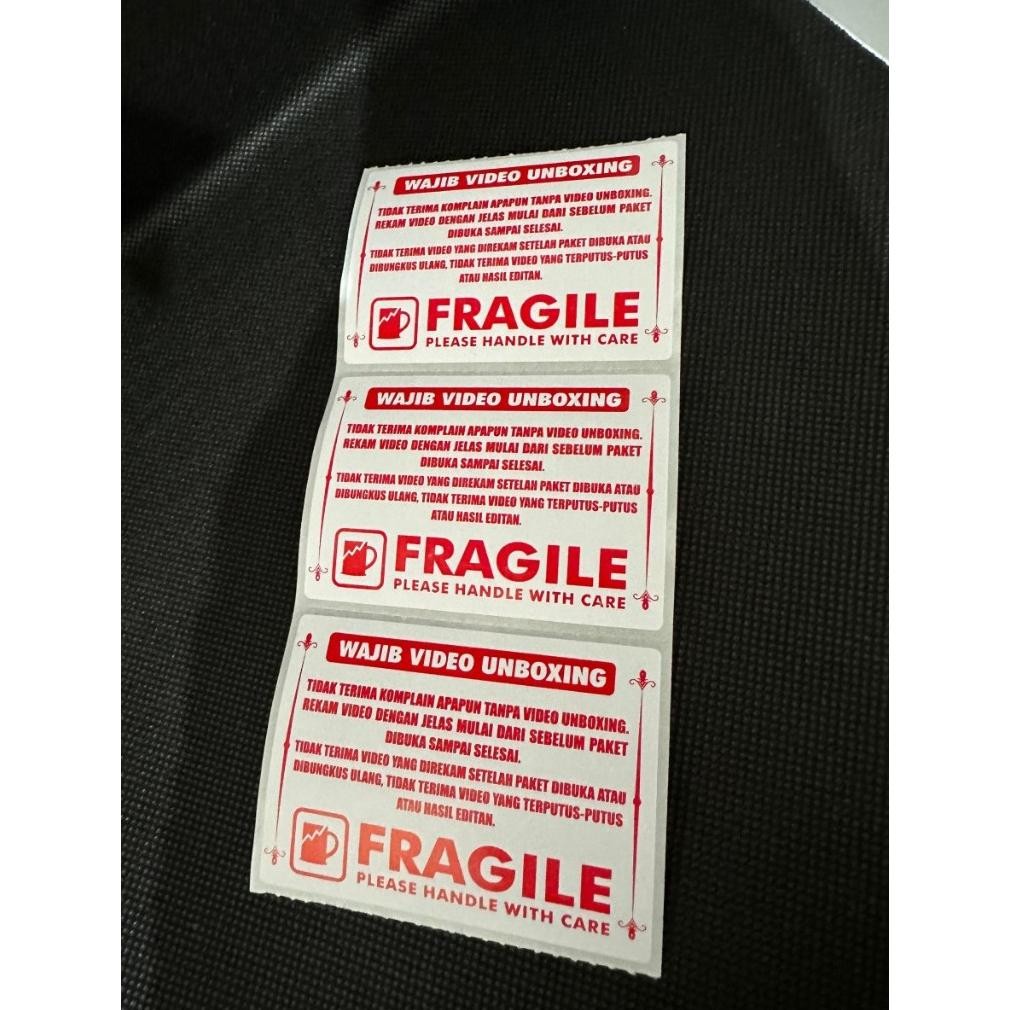 WAJIB VIDEO UNBOXING
TIDAK TERIMA KOMPLAIN APAPUN TANPA VIDEO UNBOXING.
REKAM VIDEO DENGAN JELAS MULAI DARI SEBELUM PAKET
DIBUKA SAMPAI SELESAI.
TIDAK TERIMA VIDEO YANG DIREKAM SETELAH PAKET DIBUKA ATAU
DIBUNGKUS ULANG, TIDAK TERIMA VIDEO YANG TERPUTUS-PUTUS
ATAU HASIL EDITAN.
FRAGILE
PLEASE HANDLE WITH CARE
WAJIB VIDEO UNBOXING
TIDAK TERIMA KOMPLAIN APAPUN TANPA VIDEO UNBOXING.
REKAM VIDEO DENGAN JELAS MULAI DARI SEBELUM PAKET
DIBUKA SAMPAI SELESAI.
TIDAK TERIMA VIDEO YANG DIREKAM SETELAH PAKET DIBUKA ATAU
DIBUNGKUS ULANG, TIDAK TERIMA VIDEO YANG TERPUTUS-PUTUS
ATAU HASIL EDITAN.
FRAGILE
PLEASE HANDLE WITH CARE
WAJIB VIDEO UNBOXING
TIDAK TERIMA KOMPLAIN APAPUN TANPA VIDEO UNBOXING.
REKAM VIDEO DENGAN JELAS MULAI DARI SEBELUM PAKET
DIBUKA SAMPAI SELESAI.
TIDAK TERIMA VIDEO YANG DIREKAM SETELAH PAKET DIBUKA ATAU
DIBUNGKUS ULANG, TIDAK TERIMA VIDEO YANG TERPUTUS-PUTUS
ATAU HASIL EDITAN.
FRAGILE
PLEASE HANDLE WITH CARE